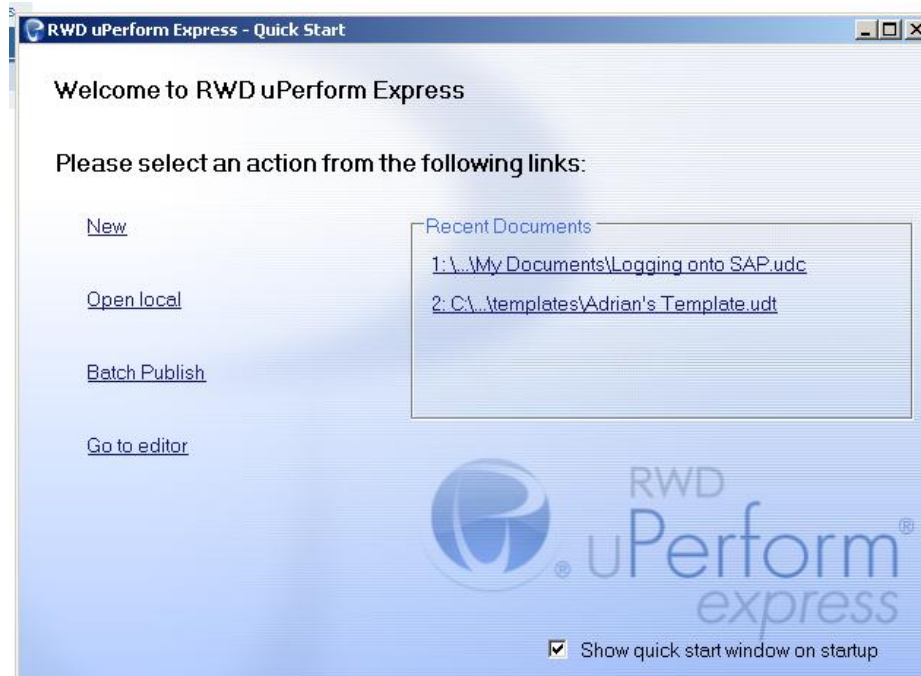 RWD uPerform Express - Quick Start
Welcome to RWD uPerform Express
Please select an action from the following links:
New
Open local
Batch Publish
Go to editor
Recent Documents
1: \...\My Documents\Logging onto SAP.udc
2: C:\...\templates\Adrian's Template.udt
RWD
® uPerform®
express
Show quick start window on startup